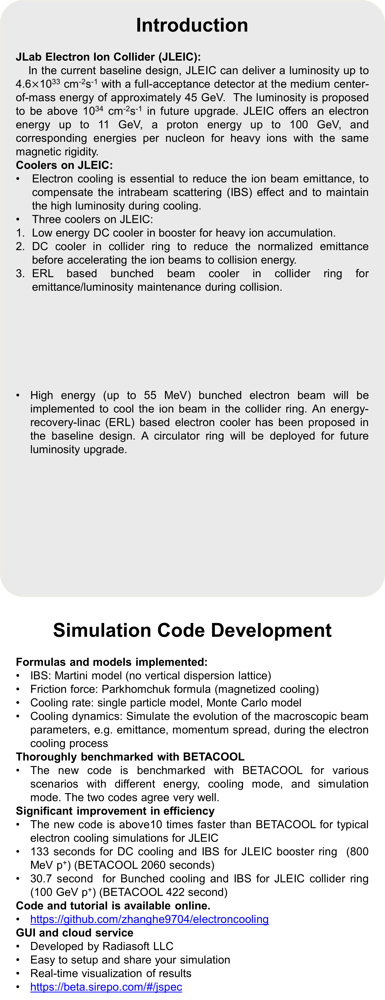 Introduction
JLab Electron Ion Collider (JLEIC):
In the current baseline design, JLEIC can deliver a luminosity up to
4.6×10³³ cm⁻²s⁻¹ with a full-acceptance detector at the medium center-
of-mass energy of approximately 45 GeV. The luminosity is proposed
to be above 10³⁴ cm⁻²s⁻¹ in future upgrade. JLEIC offers an electron
energy up to 11 GeV, a proton energy up to 100 GeV, and
corresponding energies per nucleon for heavy ions with the same
magnetic rigidity.
Coolers on JLEIC:
• Electron cooling is essential to reduce the ion beam emittance, to
compensate the intrabeam scattering (IBS) effect and to maintain
the high luminosity during cooling.
• Three coolers on JLEIC:
1. Low energy DC cooler in booster for heavy ion accumulation.
2. DC cooler in collider ring to reduce the normalized emittance
before accelerating the ion beams to collision energy.
3. ERL based bunched beam cooler in collider ring for
emittance/luminosity maintenance during collision.
• High energy (up to 55 MeV) bunched electron beam will be
implemented to cool the ion beam in the collider ring. An energy-
recovery-linac (ERL) based electron cooler has been proposed in
the baseline design. A circulator ring will be deployed for future
luminosity upgrade.
Simulation Code Development
Formulas and models implemented:
• IBS: Martini model (no vertical dispersion lattice)
• Friction force: Parkhomchuk formula (magnetized cooling)
• Cooling rate: single particle model, Monte Carlo model
• Cooling dynamics: Simulate the evolution of the macroscopic beam
parameters, e.g. emittance, momentum spread, during the electron
cooling process
Thoroughly benchmarked with BETACOOL
• The new code is benchmarked with BETACOOL for various
scenarios with different energy, cooling mode, and simulation
mode. The two codes agree very well.
Significant improvement in efficiency
• The new code is above10 times faster than BETACOOL for typical
electron cooling simulations for JLEIC
• 133 seconds for DC cooling and IBS for JLEIC booster ring (800
MeV p⁺) (BETACOOL 2060 seconds)
• 30.7 second for Bunched cooling and IBS for JLEIC collider ring
(100 GeV p⁺) (BETACOOL 422 second)
Code and tutorial is available online.
• https://github.com/zhanghe9704/electroncooling
GUI and cloud service
• Developed by Radiasoft LLC
• Easy to setup and share your simulation
• Real-time visualization of results
• https://beta.sirepo.com/#/jspec